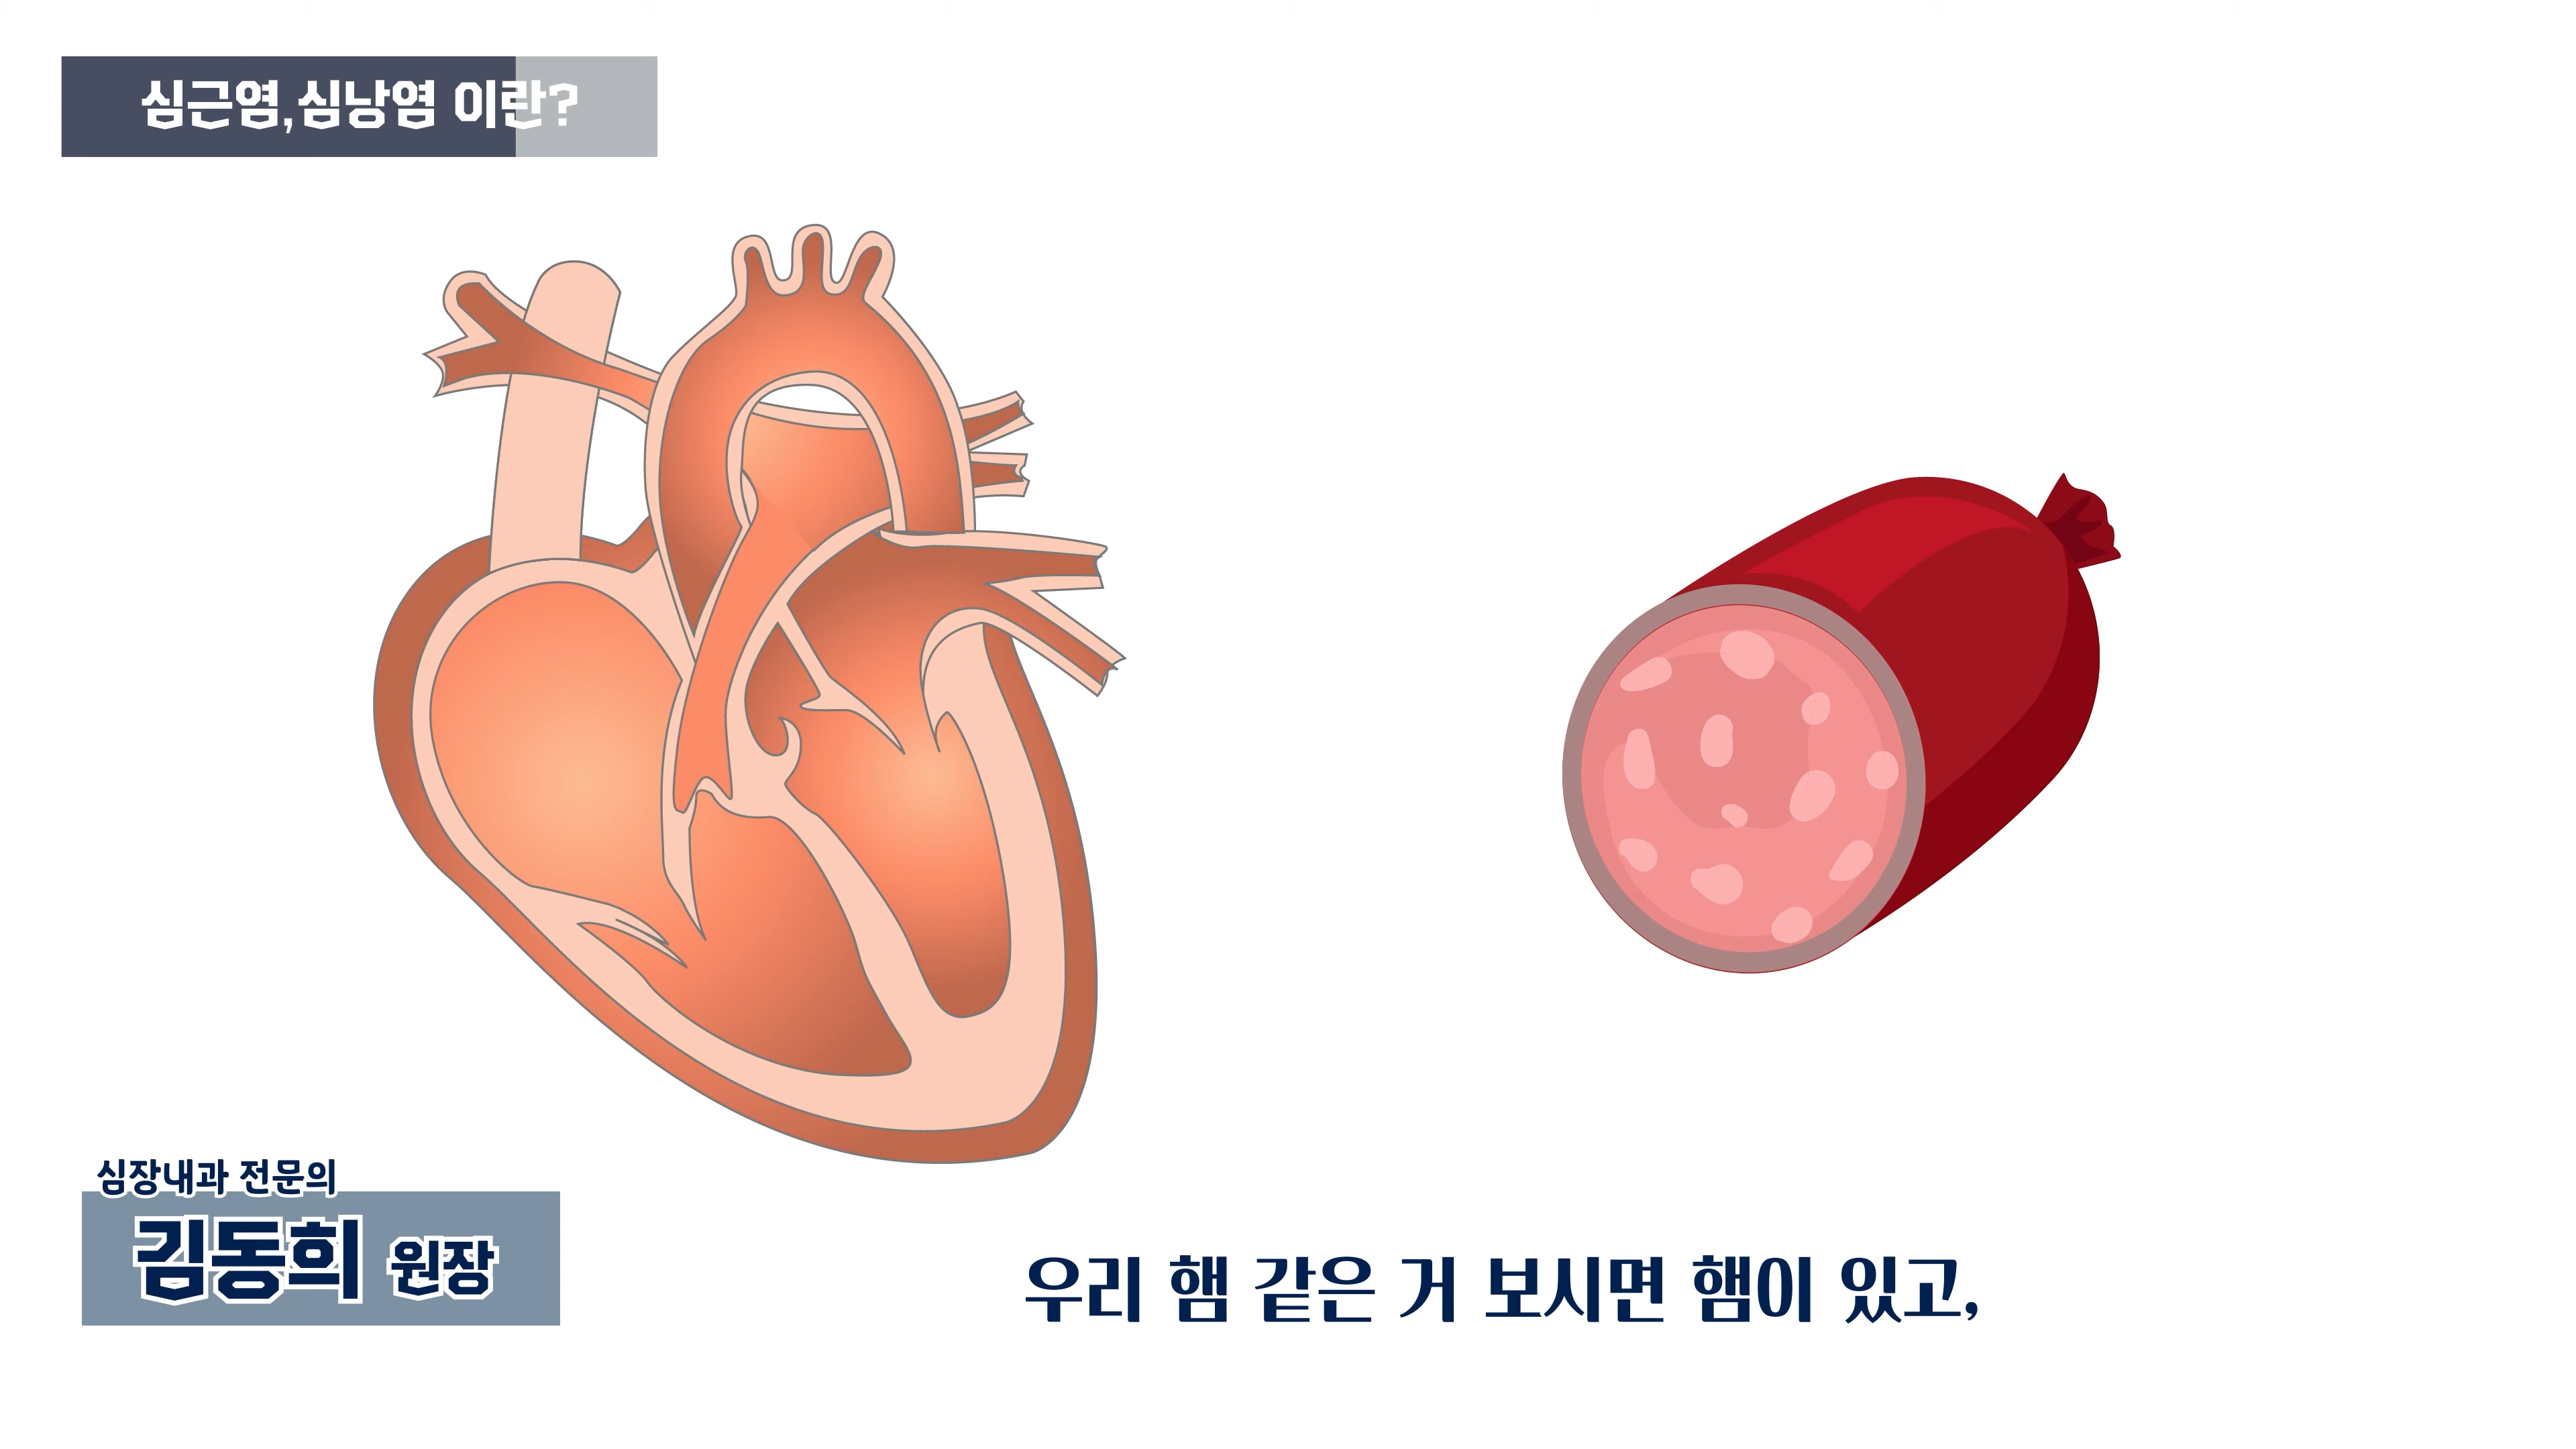 심근염,심낭염 이란?
심장내과 전문의
김동희 원장
우리 햄 같은 거 보시면 햄이 있고,